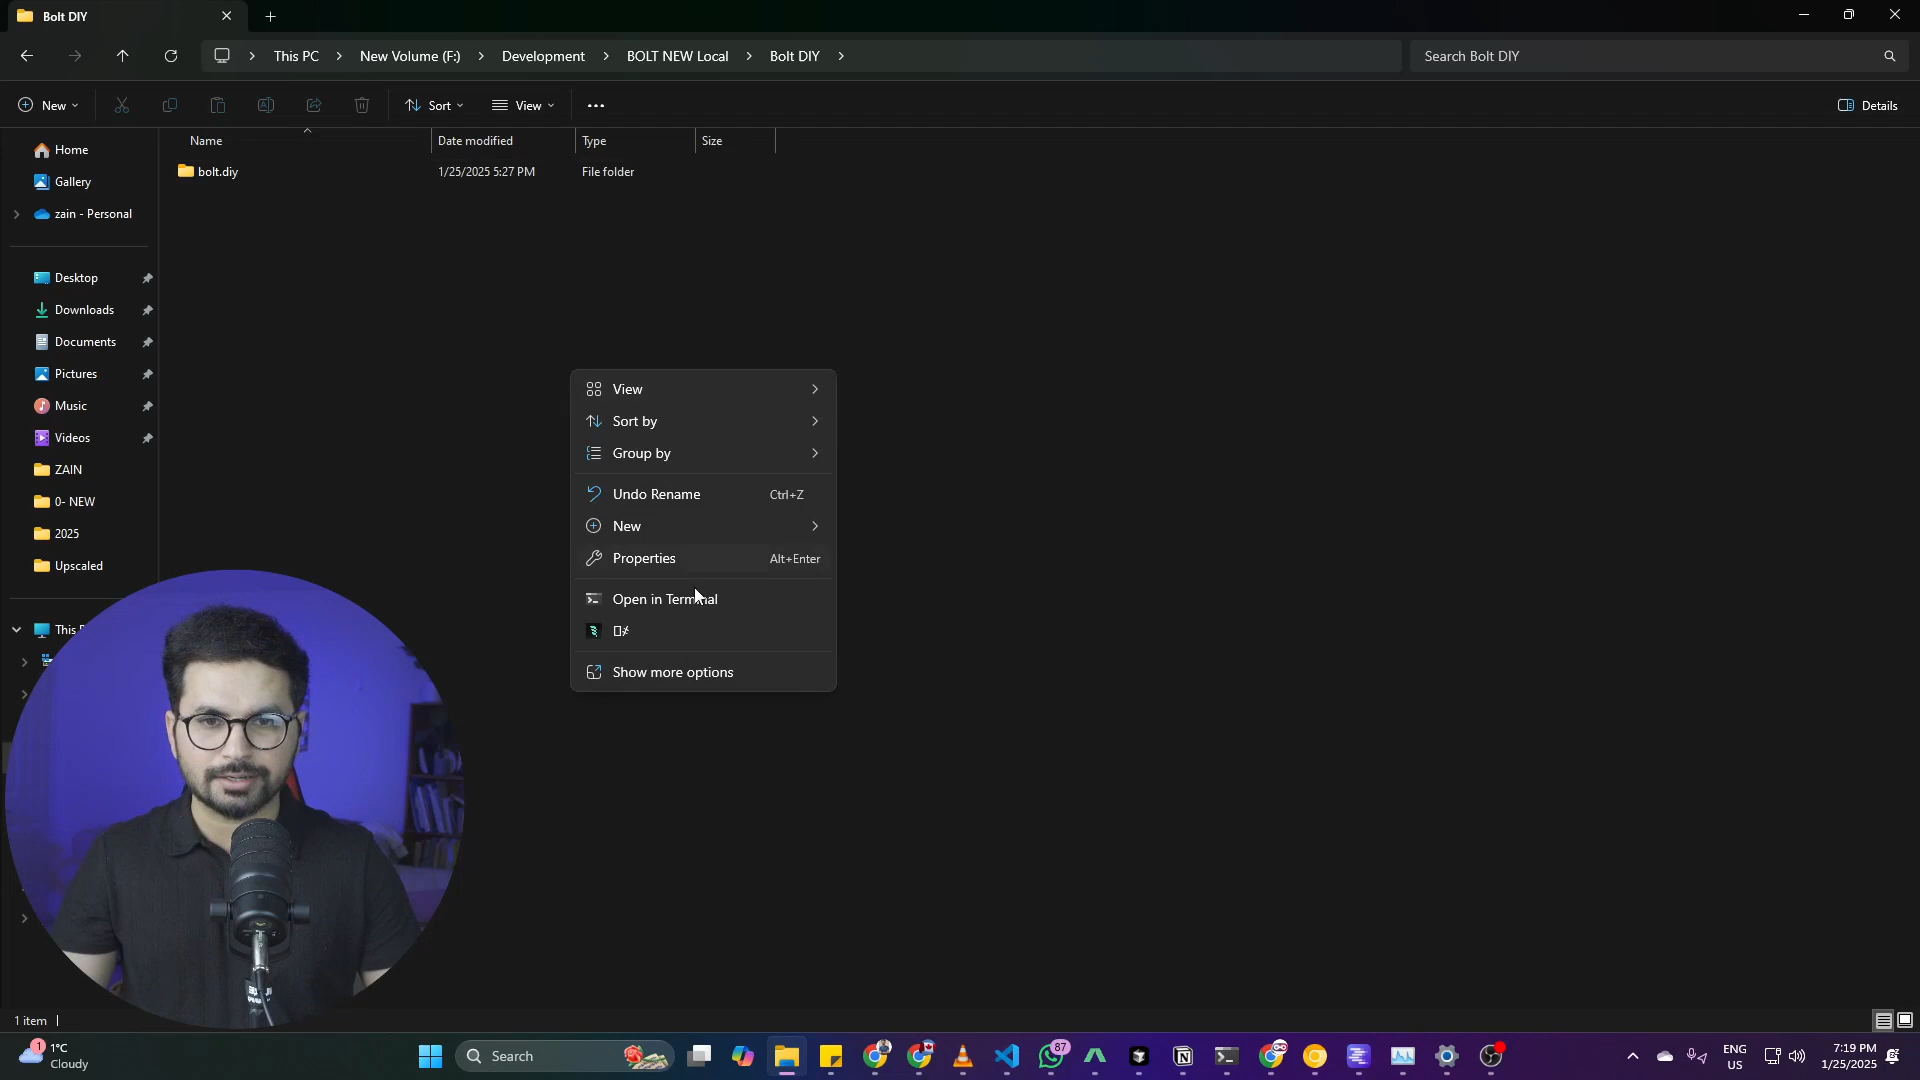 Bolt DIY
This PC > New Volume (F:) > Development > BOLT NEW Local > Bolt DIY >
Search Bolt DIY
New
Sort
View
Details
Name
Date modified
Type
Size
bolt.diy
1/25/2025 5:27 PM
File folder
Home
Gallery
zain - Personal
Desktop
Downloads
Documents
Pictures
Music
Videos
ZAIN
0- NEW
2025
Upscaled
This
View
Sort by
Group by
Undo Rename Ctrl+Z
New
Properties Alt+Enter
Open in Terminal
Show more options
1 item
1
1°C
Cloudy
Search
87
ENG
US
7:19 PM
1/25/2025